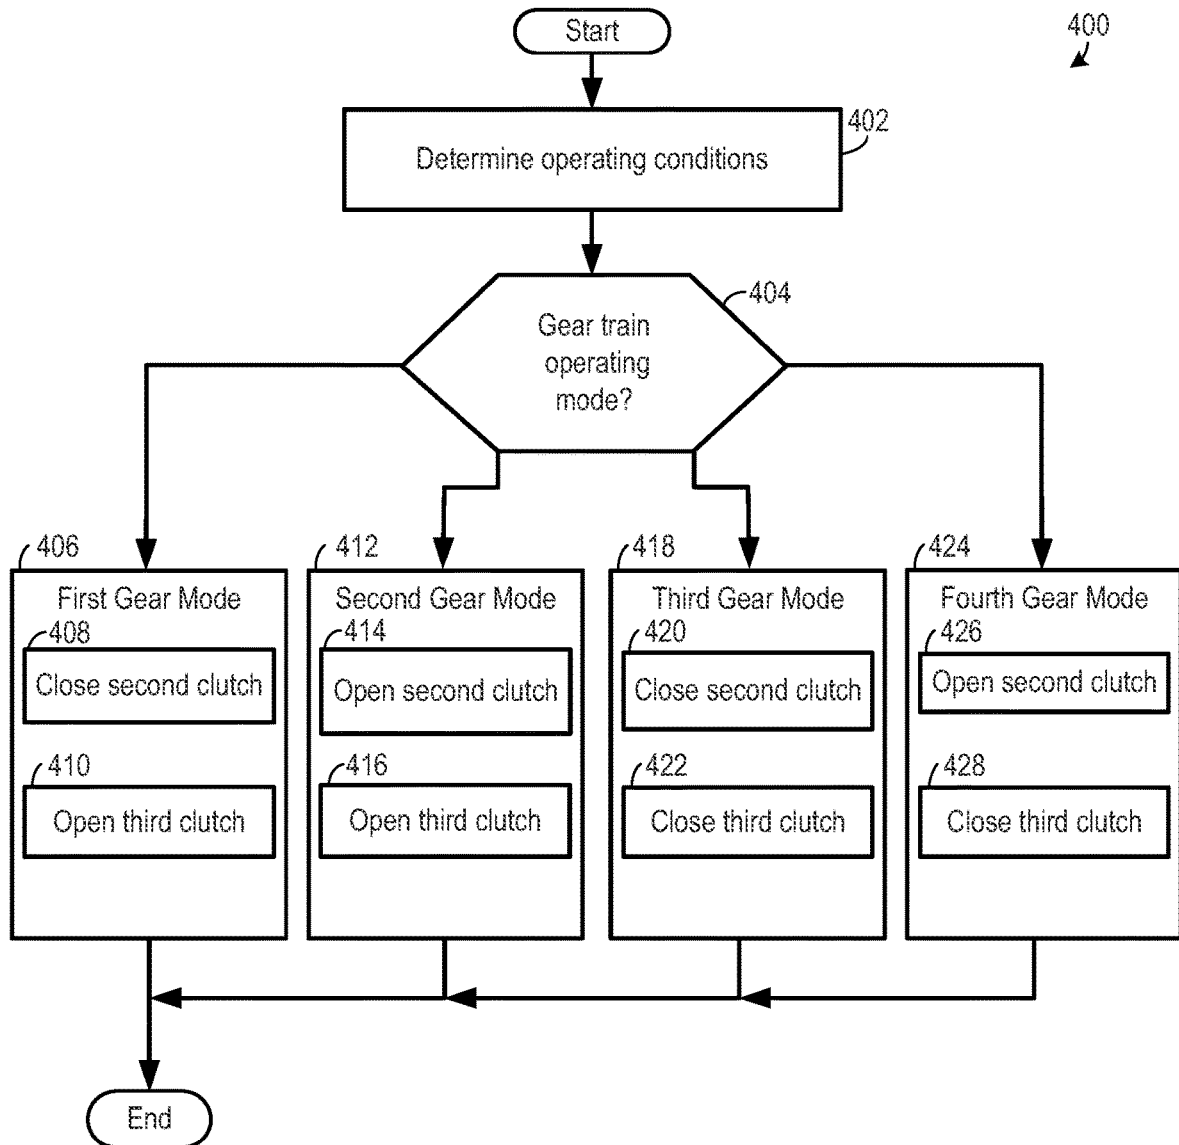 Start
400
402
Determine operating conditions
404
Gear train
operating
mode?
406
First Gear Mode
408
Close second clutch
410
Open third clutch
412
Second Gear Mode
414
Open second clutch
416
Open third clutch
418
Third Gear Mode
420
Close second clutch
422
Close third clutch
424
Fourth Gear Mode
426
Open second clutch
428
Close third clutch
End